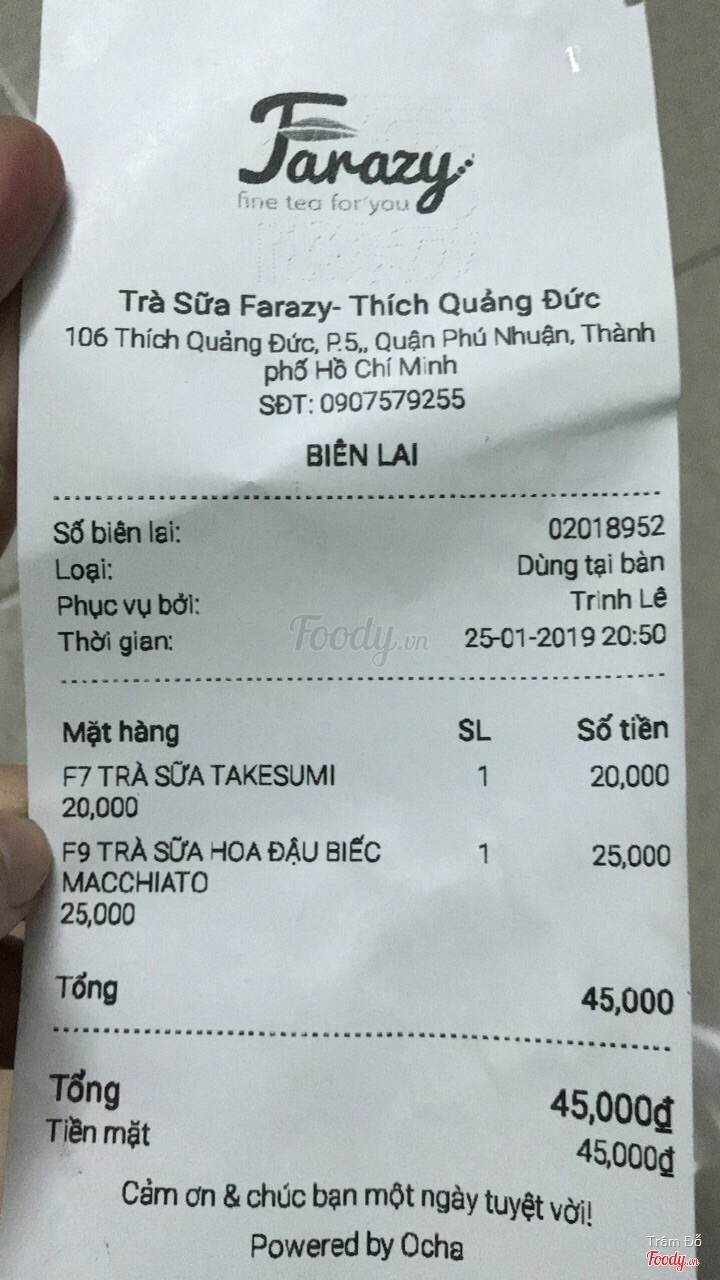 Farazy
fine tea for you
Trà Sữa Farazy- Thích Quảng Đức
106 Thích Quảng Đức, P.5,, Quận Phú Nhuận, Thành
phố Hồ Chí Minh
SĐT: 0907579255
BIÊN LAI
Số biên lai: 02018952
Loại: Dùng tại bàn
Phục vụ bởi: Trinh Lê
Thời gian: 25-01-2019 20:50
Foody.vn
Mặt hàng SL Số tiền
F7 TRÀ SỮA TAKESUMI 1 20,000
20,000
F9 TRÀ SỮA HOA ĐẬU BIẾC 1 25,000
MACCHIATO
25,000
Tổng 45,000
Tổng 45,000₫
Tiền mặt 45,000₫
Cảm ơn & chúc bạn một ngày tuyệt vời!
Powered by Ocha
Trâm Đỗ
Foody.vn